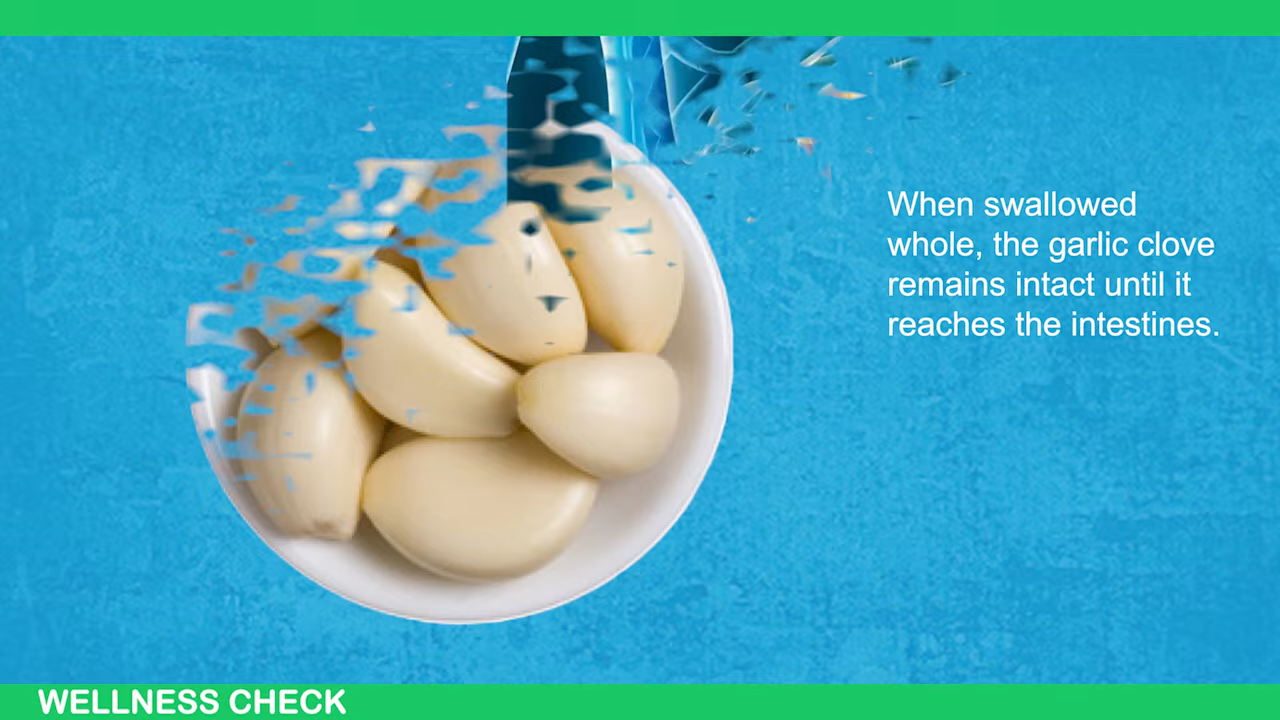 When swallowed
whole, the garlic clove
remains intact until it
reaches the intestines.
WELLNESS CHECK